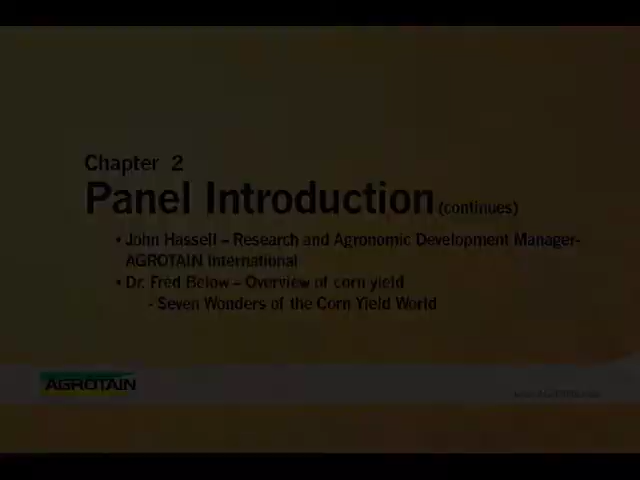 Chapter 2
Panel Introduction (continues)
• John Hassell – Research and Agronomic Development Manager-
AGROTAIN International
• Dr. Fred Below – Overview of corn yield
- Seven Wonders of the Corn Yield World
AGROTAIN